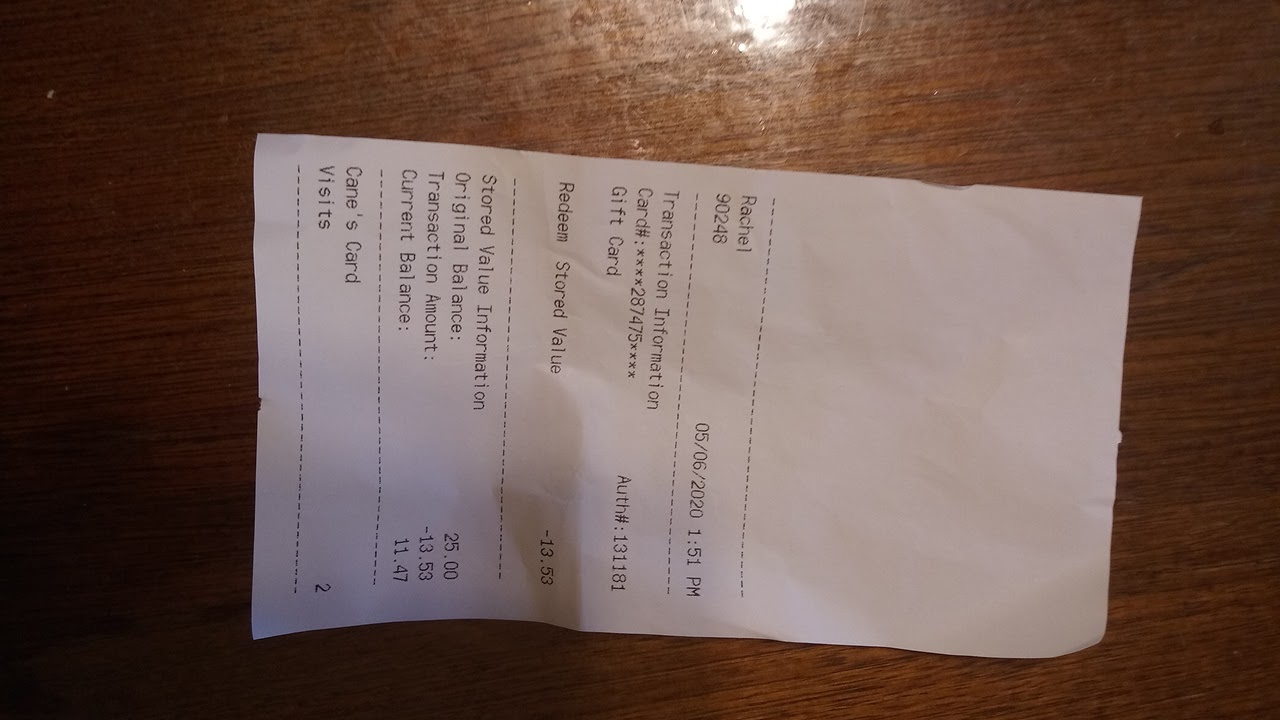 --------------------------------
Rachel
90248
05/06/2020 1:51 PM
--------------------------------
Transaction Information
Card#:****287475****
Gift Card Auth#:131181
Redeem Stored Value -13.53
--------------------------------
Stored Value Information
Original Balance: 25.00
Transaction Amount: -13.53
Current Balance: 11.47
--------------------------------
Cane's Card
Visits 2
--------------------------------